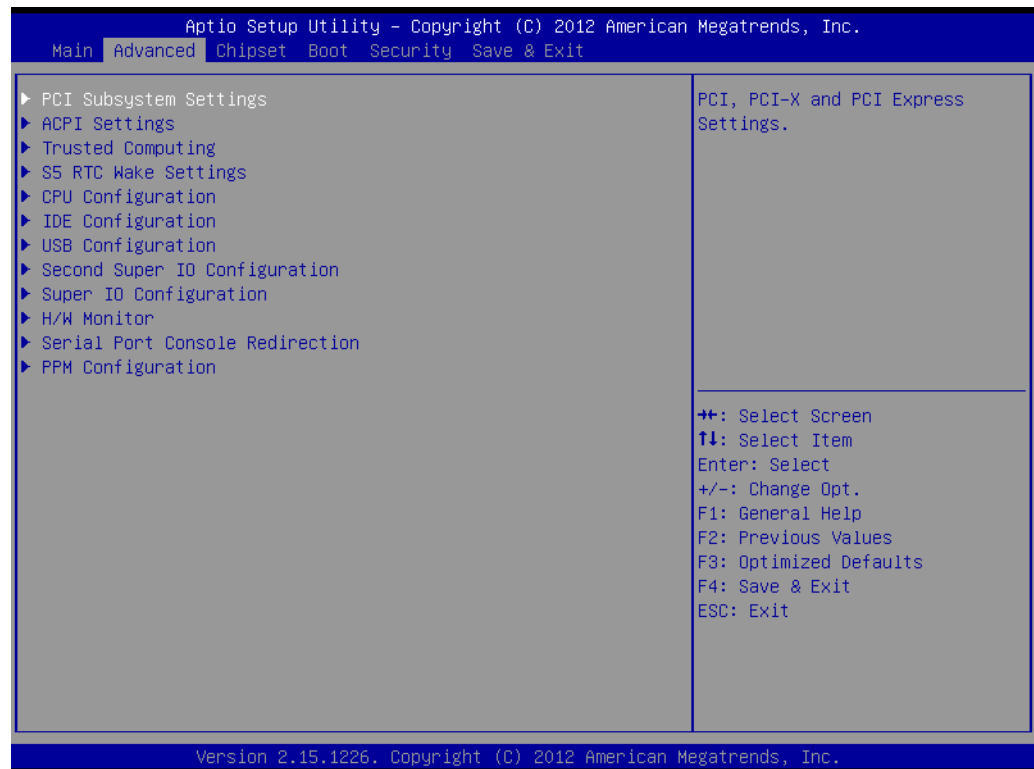 Aptio Setup Utility – Copyright (C) 2012 American Megatrends, Inc.
Main Advanced Chipset Boot Security Save & Exit
PCI Subsystem Settings
ACPI Settings
Trusted Computing
S5 RTC Wake Settings
CPU Configuration
IDE Configuration
USB Configuration
Second Super IO Configuration
Super IO Configuration
H/W Monitor
Serial Port Console Redirection
PPM Configuration
PCI, PCI-X and PCI Express
Settings.
→←: Select Screen
↑↓: Select Item
Enter: Select
+/-: Change Opt.
F1: General Help
F2: Previous Values
F3: Optimized Defaults
F4: Save & Exit
ESC: Exit
Version 2.15.1226. Copyright (C) 2012 American Megatrends, Inc.